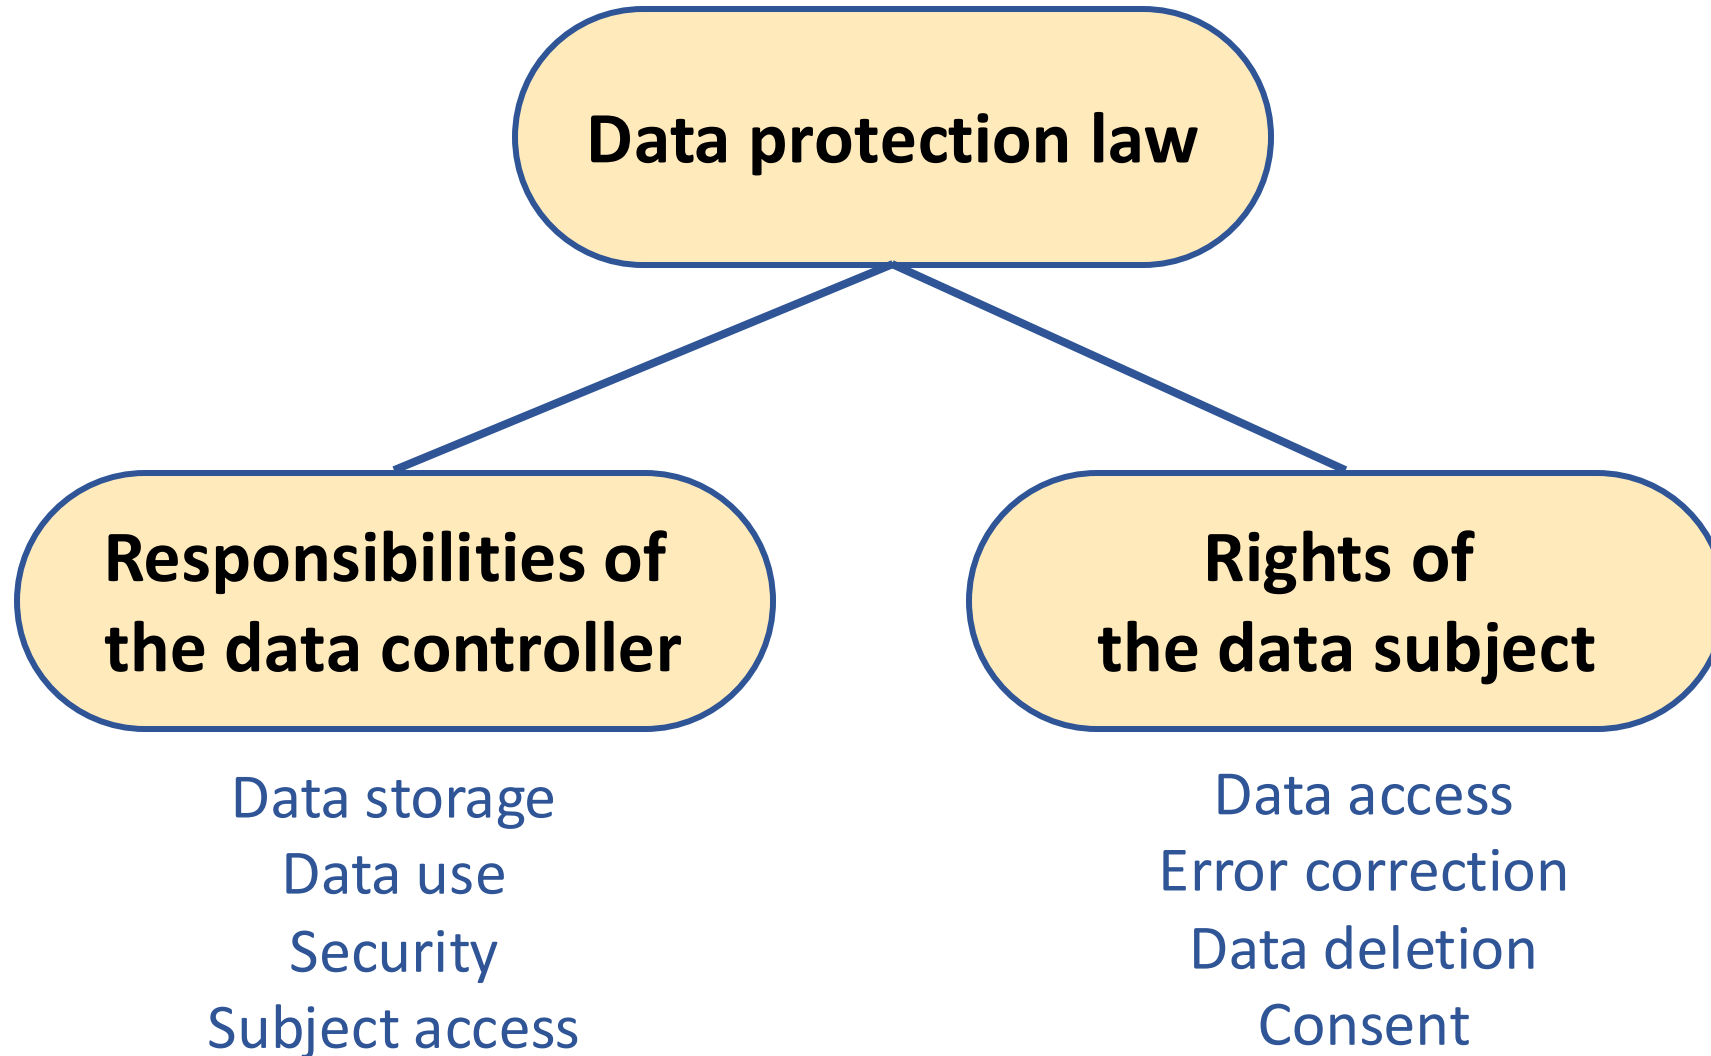 Data protection law
Responsibilities of
the data controller
Data storage
Data use
Security
Subject access
Rights of
the data subject
Data access
Error correction
Data deletion
Consent